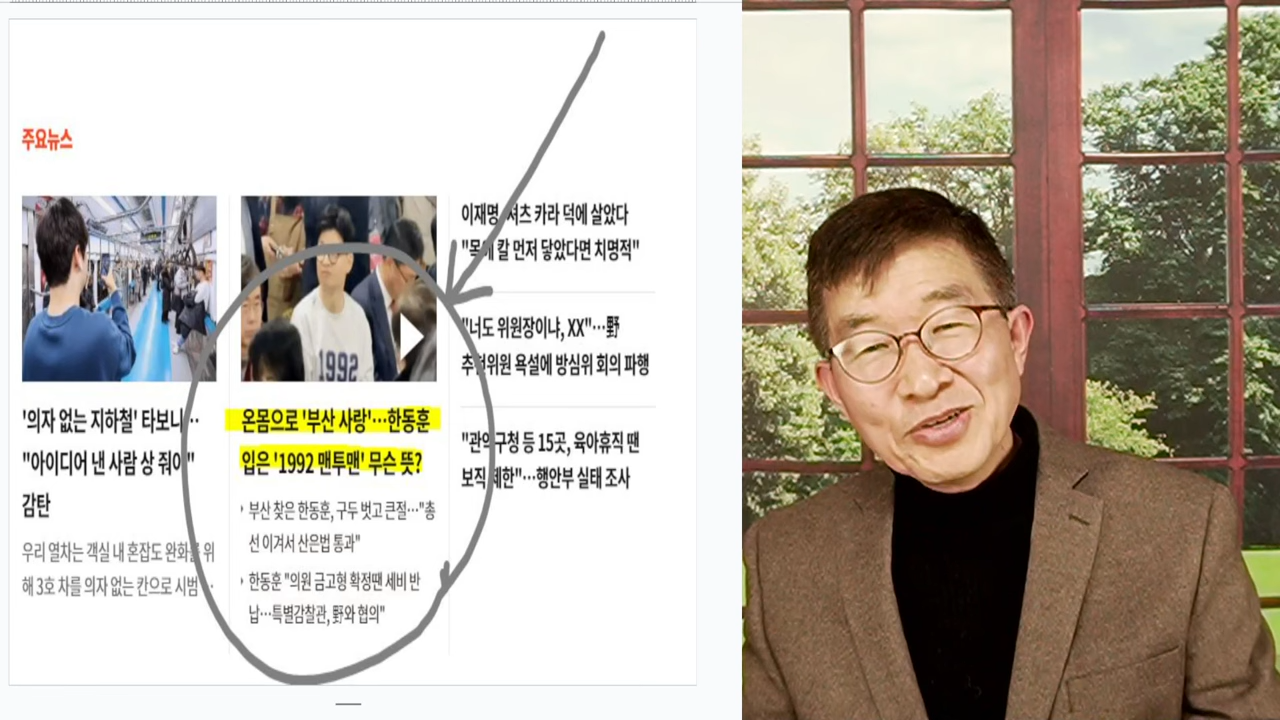 주요뉴스
'의자 없는 지하철' 타보니…
"아이디어 낸 사람 상 줘야"
감탄
우리 열차는 객실 내 혼잡도 완화를 위
해 3호 차를 의자 없는 칸으로 시범…
1992
온몸으로 '부산 사랑'…한동훈
입은 '1992 맨투맨' 무슨 뜻?
부산 찾은 한동훈, 구두 벗고 큰절…"총
선 이겨서 산은법 통과"
한동훈 "의원 금고형 확정땐 세비 반
납…특별감찰관, 野와 협의"
이재명, 셔츠 카라 덕에 살았다
"목에 칼 먼저 닿았다면 치명적"
"너도 위원장이냐, XX"…野
추천위원 욕설에 방심위 회의 파행
"관악구청 등 15곳, 육아휴직 땐
보직 제한"…행안부 실태 조사